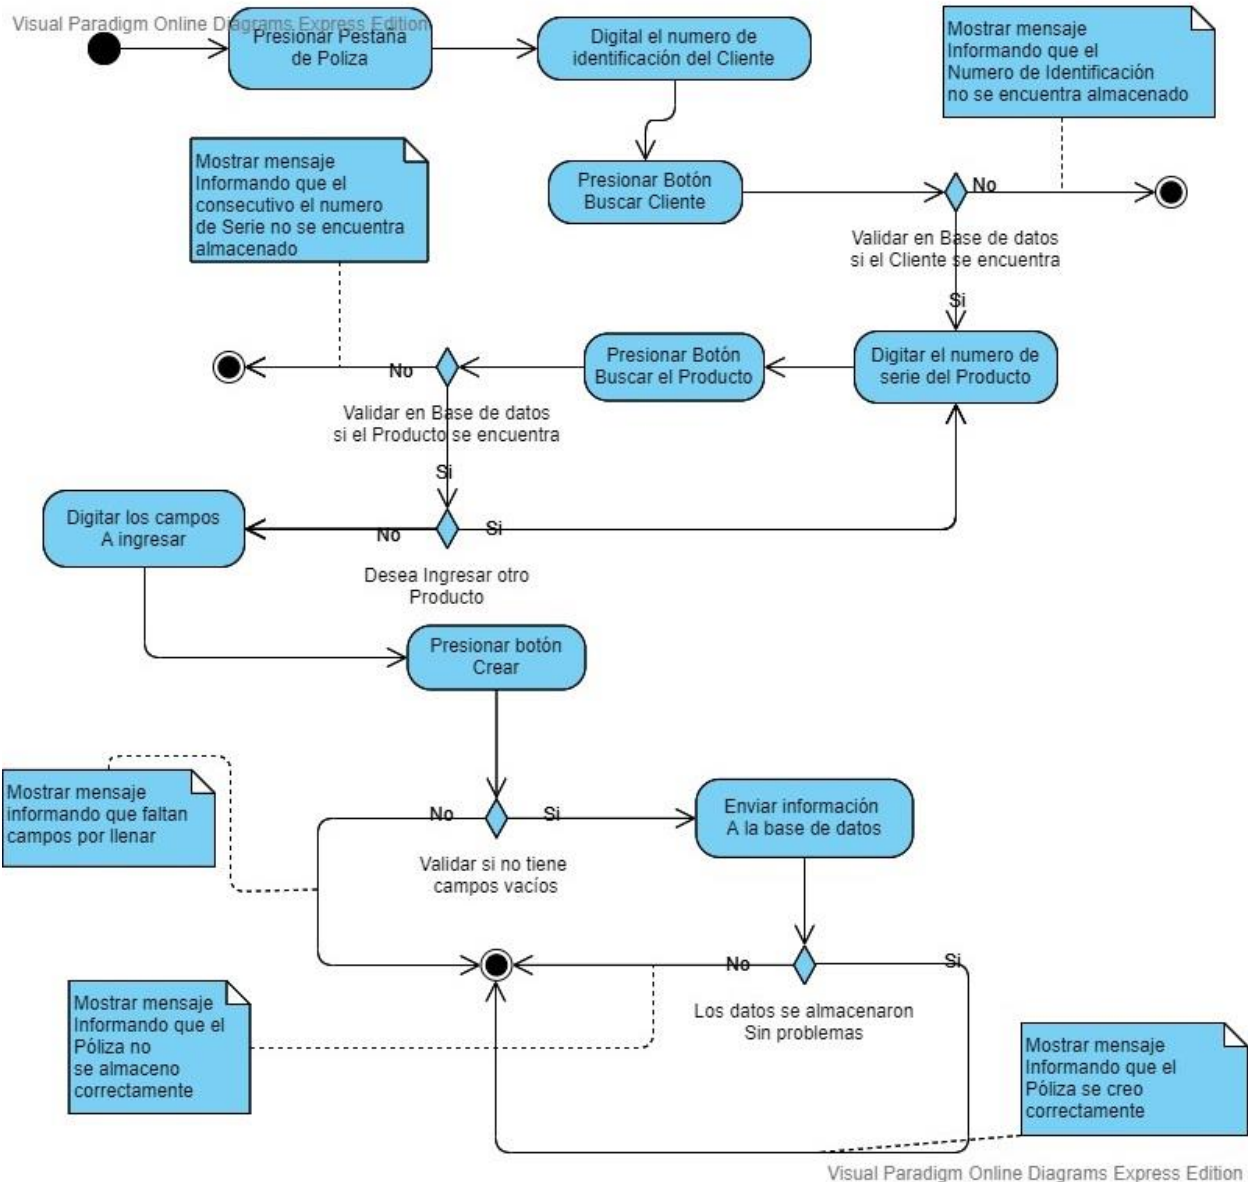 Visual Paradigm Online Diagrams Express Edition
Presionar Pestaña
de Poliza
Digital el numero de
identificación del Cliente
Mostrar mensaje
Informando que el
Numero de Identificación
no se encuentra almacenado
Mostrar mensaje
Informando que el
consecutivo el numero
de Serie no se encuentra
almacenado
Presionar Botón
Buscar Cliente
No
Validar en Base de datos
si el Cliente se encuentra
Si
Digitar el numero de
serie del Producto
Presionar Botón
Buscar el Producto
No
Validar en Base de datos
si el Producto se encuentra
Si
Digitar los campos
A ingresar
No
Si
Desea Ingresar otro
Producto
Presionar botón
Crear
Mostrar mensaje
informando que faltan
campos por llenar
No
Si
Validar si no tiene
campos vacíos
Enviar información
A la base de datos
No
Si
Los datos se almacenaron
Sin problemas
Mostrar mensaje
Informando que el
Póliza no
se almaceno
correctamente
Mostrar mensaje
Informando que el
Póliza se creo
correctamente
Visual Paradigm Online Diagrams Express Edition